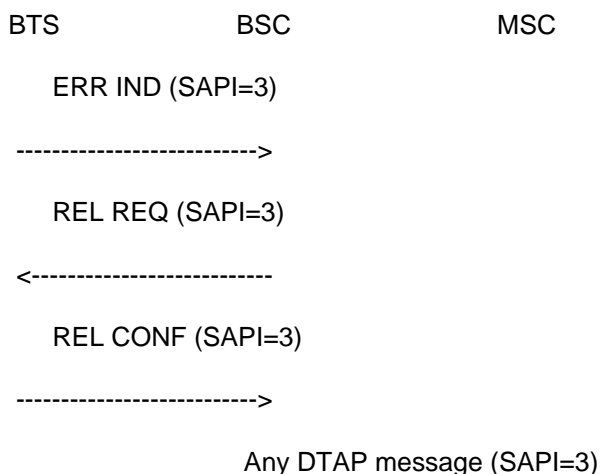 BTS BSC MSC
ERR IND (SAPI=3)
--------------------------->
REL REQ (SAPI=3)
<---------------------------
REL CONF (SAPI=3)
--------------------------->
Any DTAP message (SAPI=3)